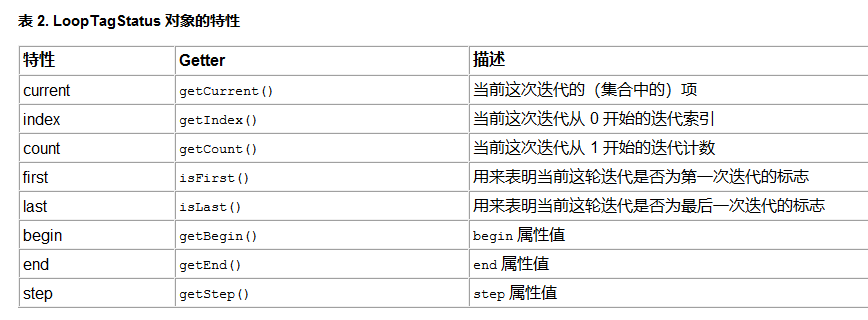 表 2. LoopTagStatus 对象的特性
特性 Getter 描述
current getCurrent() 当前这次迭代的（集合中的）项
index getIndex() 当前这次迭代从 0 开始的迭代索引
count getCount() 当前这次迭代从 1 开始的迭代计数
first isFirst() 用来表明当前这轮迭代是否为第一次迭代的标志
last isLast() 用来表明当前这轮迭代是否为最后一次迭代的标志
begin getBegin() begin 属性值
end getEnd() end 属性值
step getStep() step 属性值